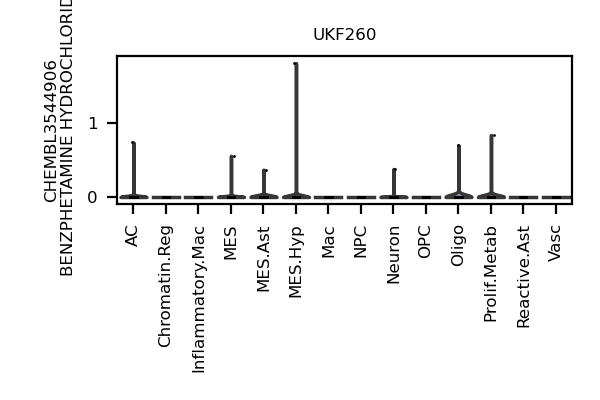 UKF260
CHEMBL3544906
BENZPHETAMINE HYDROCHLORID
1
0
AC
Chromatin.Reg
Inflammatory.Mac
MES
MES.Ast
MES.Hyp
Mac
NPC
Neuron
OPC
Oligo
Prolif.Metab
Reactive.Ast
Vasc